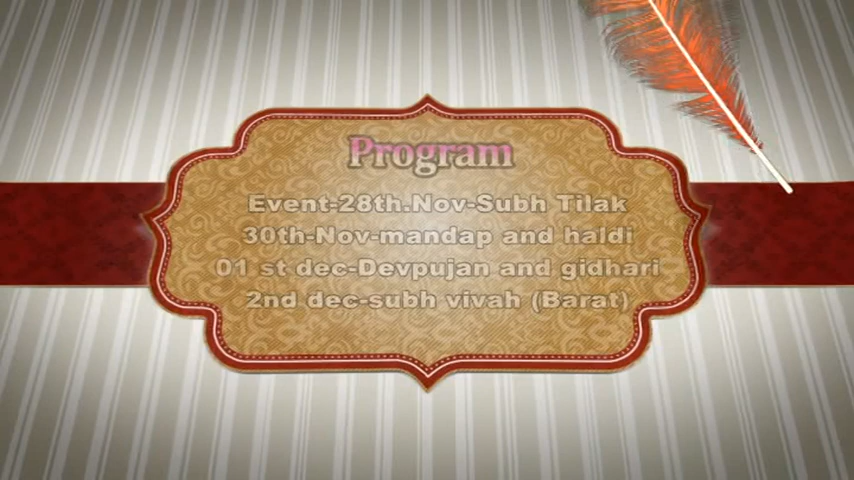 Program
Event-28th.Nov-Subh Tilak
30th-Nov-mandap and haldi
01 st dec-Devpujan and gidhari
2nd dec-subh vivah (Barat)